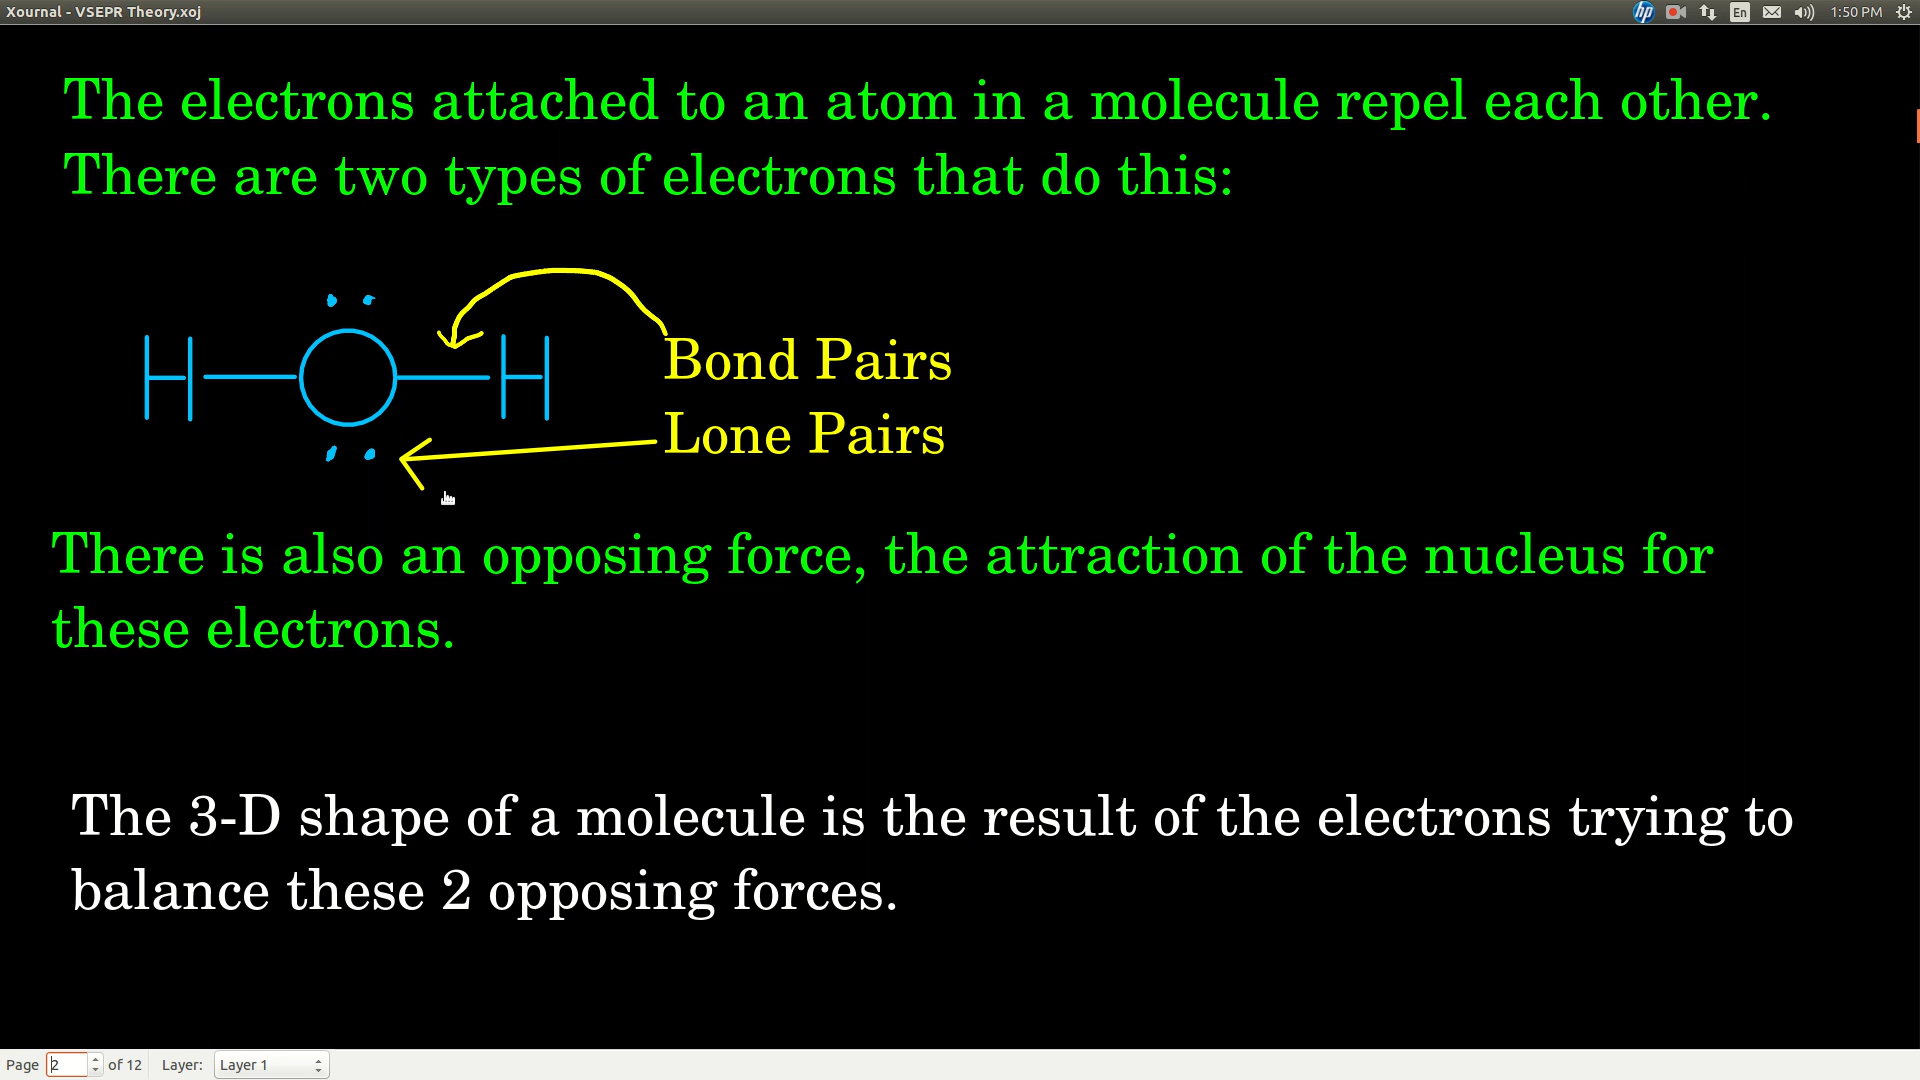 Xournal - VSEPR Theory.xoj
hp En 1:50 PM
The electrons attached to an atom in a molecule repel each other.
There are two types of electrons that do this:
H O H
Bond Pairs
Lone Pairs
There is also an opposing force, the attraction of the nucleus for
these electrons.
The 3-D shape of a molecule is the result of the electrons trying to
balance these 2 opposing forces.
Page 2 of 12 Layer: Layer 1